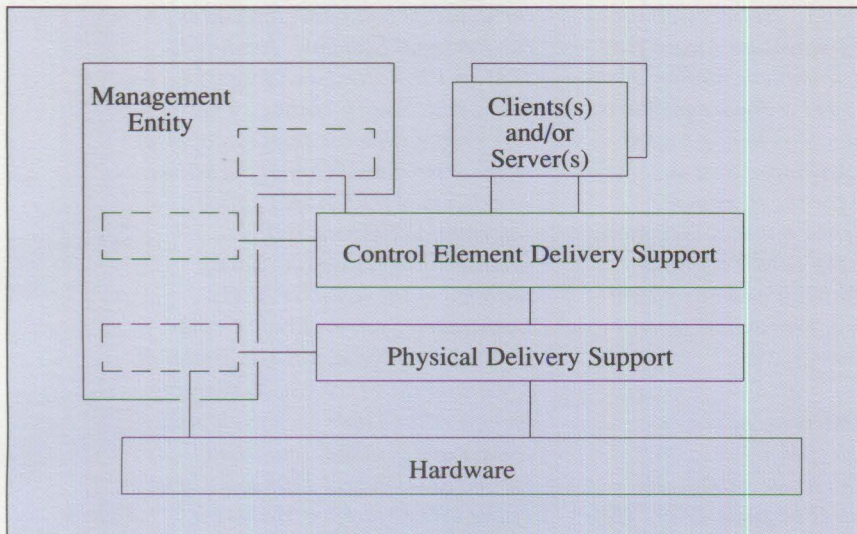 Management
Entity
Clients(s)
and/or
Server(s)
Control Element Delivery Support
Physical Delivery Support
Hardware